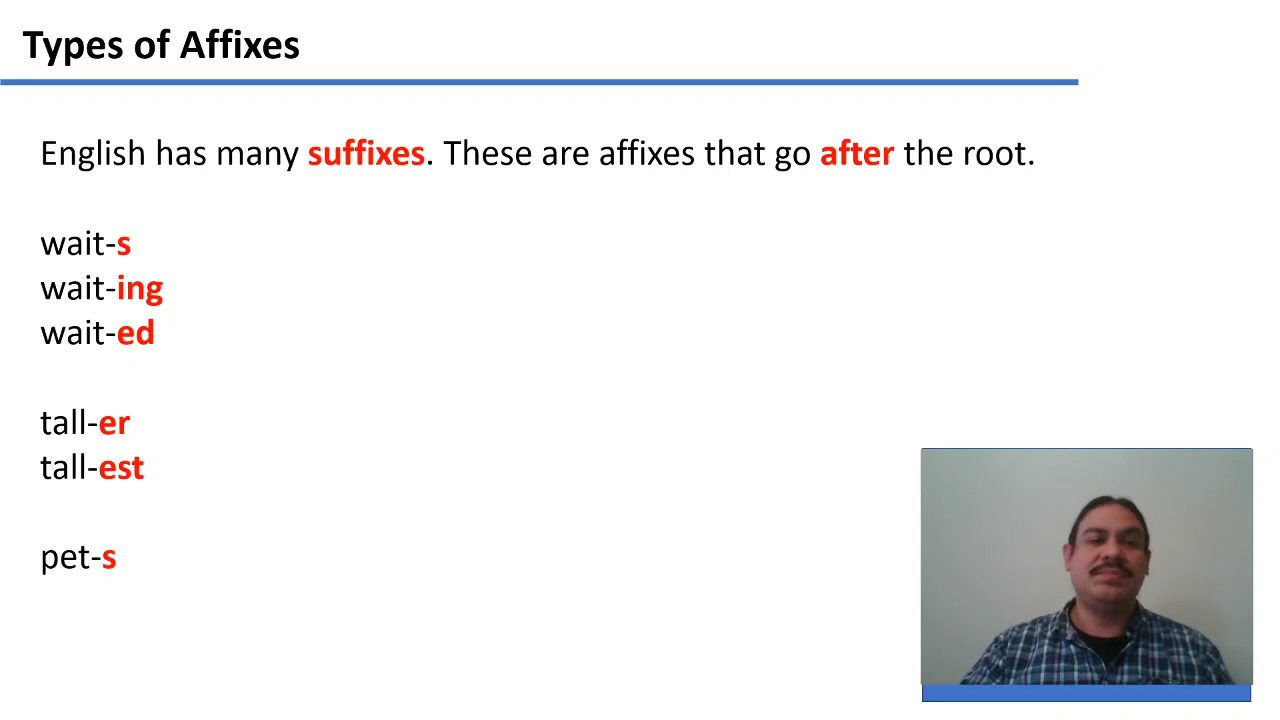 Types of Affixes
English has many suffixes. These are affixes that go after the root.
wait-s
wait-ing
wait-ed
tall-er
tall-est
pet-s